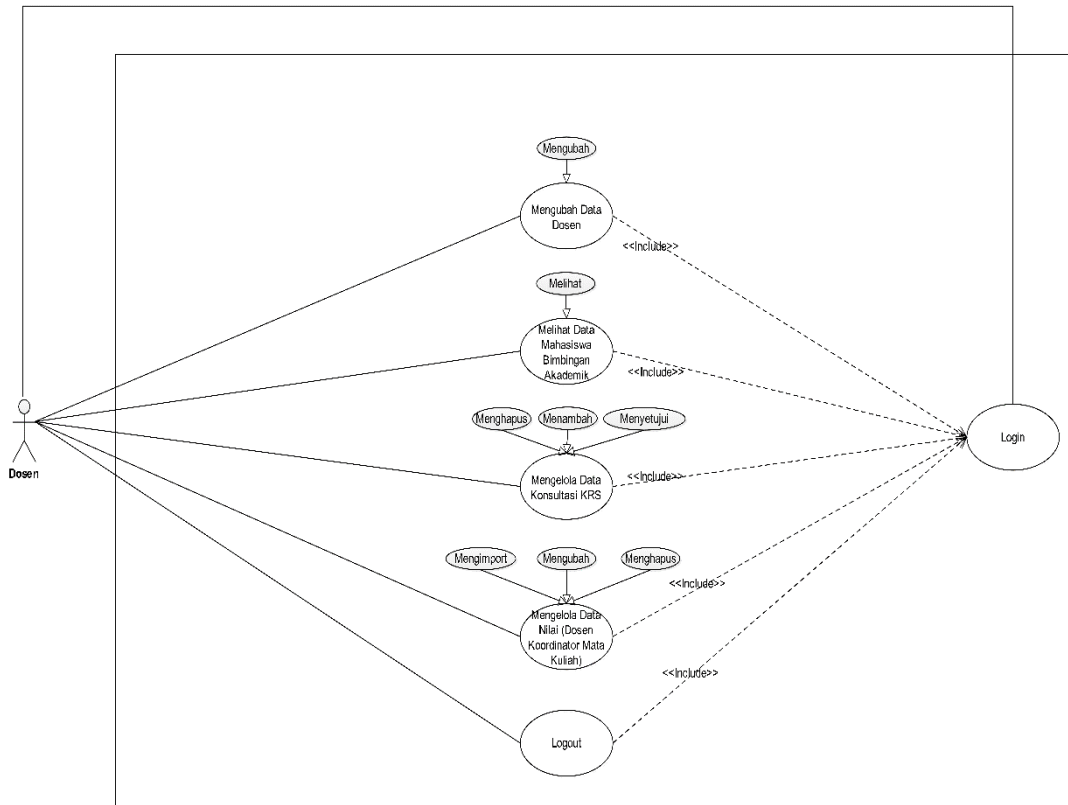 Mengubah
Mengubah Data
Dosen
<<Include>>
Melihat
Melihat Data
Mahasiswa
Bimbingan
Akademik
<<Include>>
Menghapus
Menambah
Menyetujui
Mengelola Data
Konsultasi KRS
<<Include>>
Login
Dosen
Mengimport
Mengubah
Menghapus
Mengelola Data
Nilai (Dosen
Koordinator Mata
Kuliah)
<<Include>>
Logout
<<Include>>